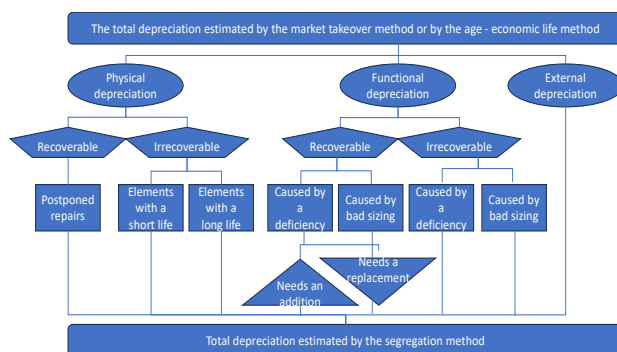 The total depreciation estimated by the market takeover method or by the age - economic life method
Physical
depreciation
Functional
depreciation
External
depreciation
Recoverable
Irrecoverable
Recoverable
Irrecoverable
Postponed
repairs
Elements
with a
short life
Elements
with a
long life
Caused by
a
deficiency
Caused by
bad sizing
Caused by
a
deficiency
Caused by
bad sizing
Needs an
addition
Needs a
replacement
Total depreciation estimated by the segregation method